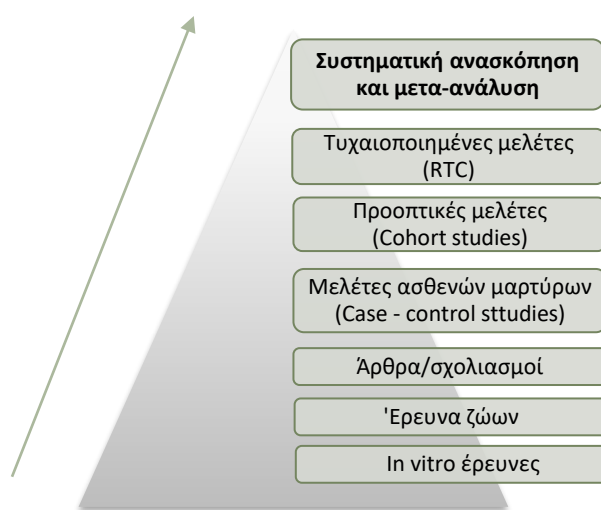 Συστηματική ανασκόπηση
και μετα-ανάλυση
Τυχαιοποιημένες μελέτες
(RTC)
Προοπτικές μελέτες
(Cohort studies)
Μελέτες ασθενών μαρτύρων
(Case - control sttudies)
Άρθρα/σχολιασμοί
'Ερευνα ζώων
In vitro έρευνες